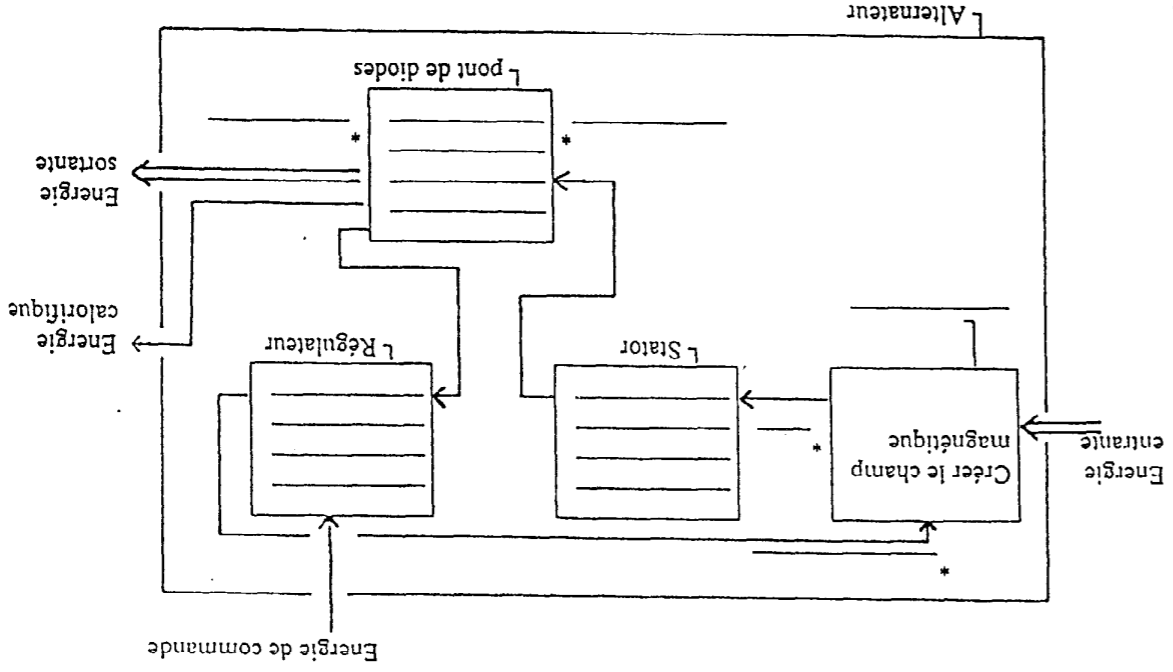 Energie de commande
*
Energie
entrante
Créer le champ
magnétique
*
Stator
Régulateur
Energie
calorifique
Energie
sortante
*
*
pont de diodes
Alternateur